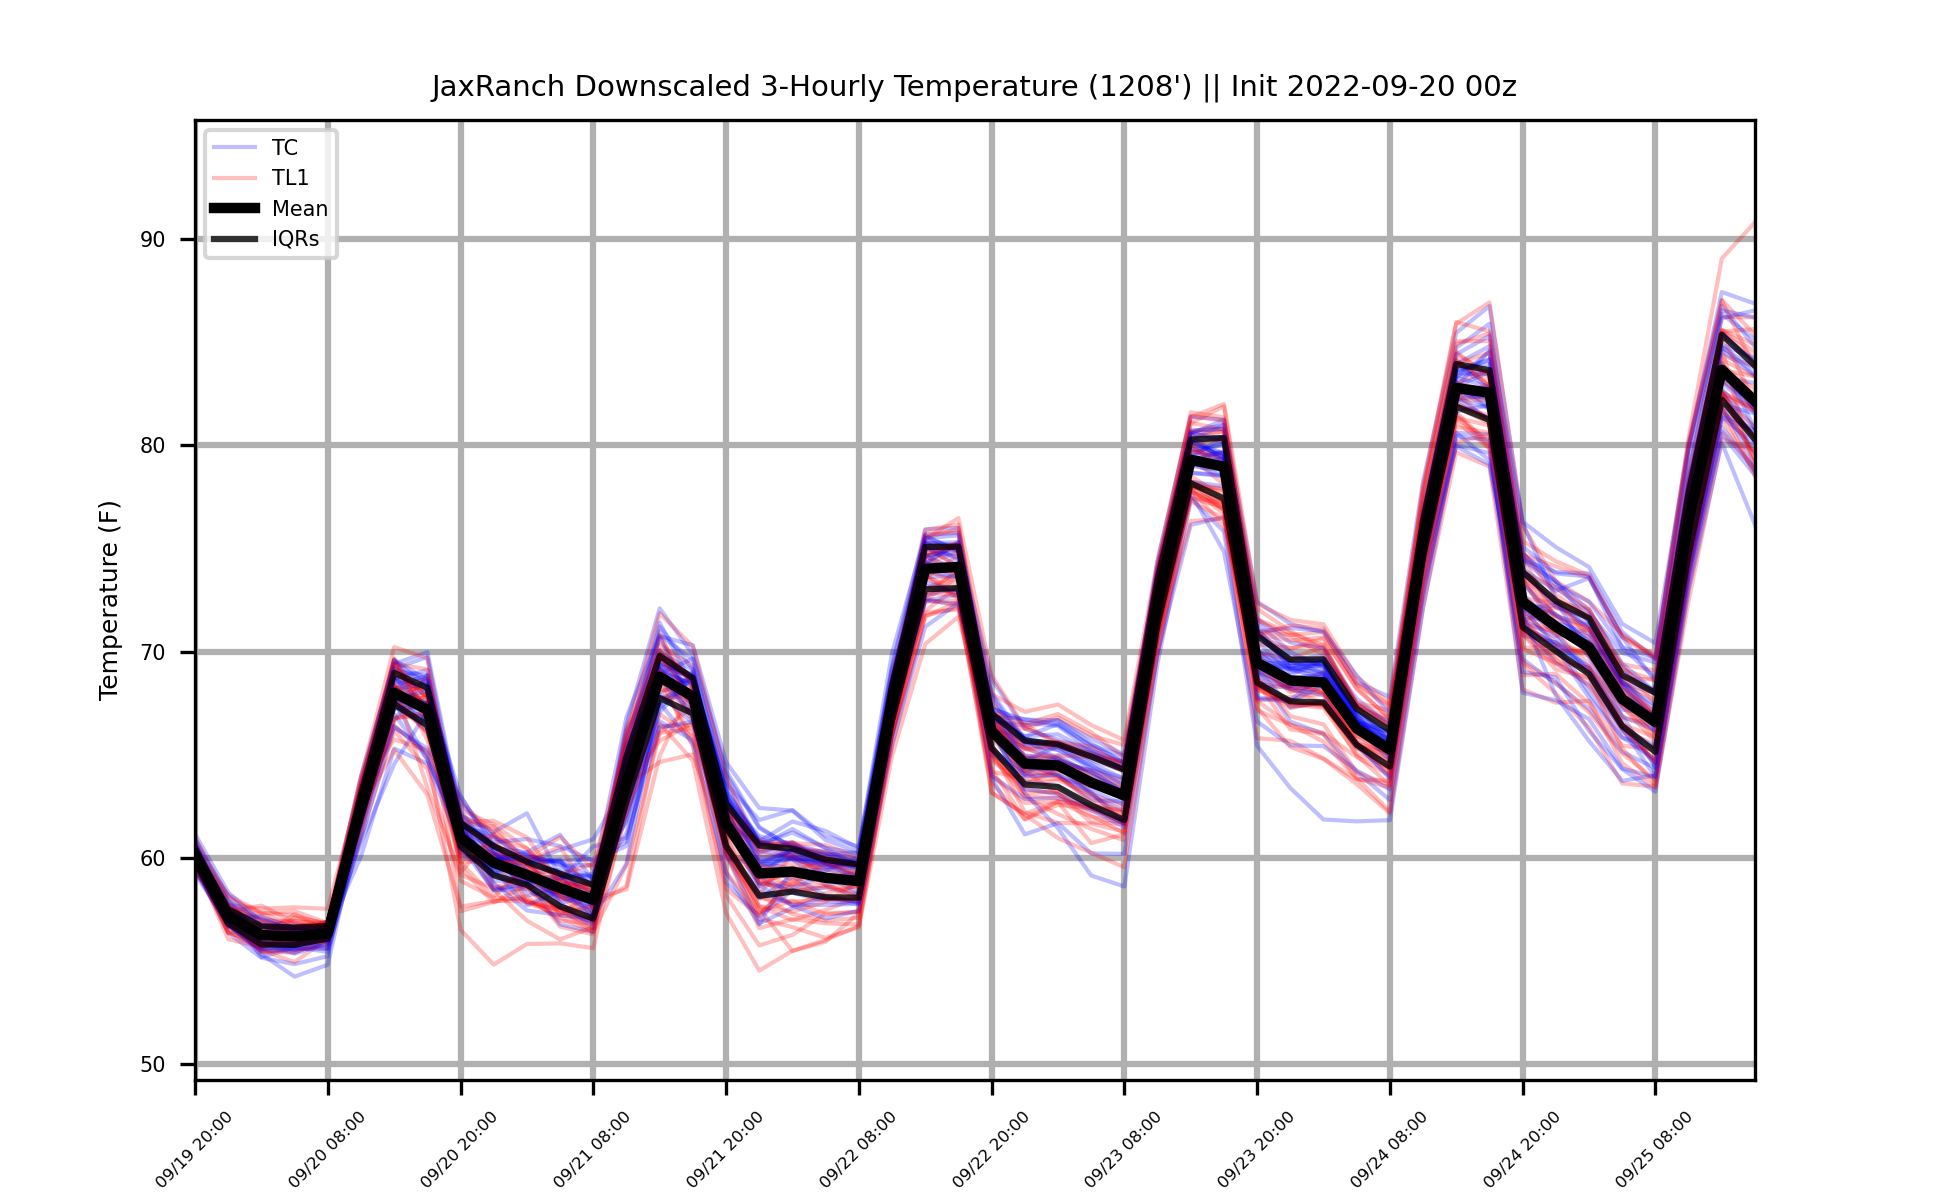 JaxRanch Downscaled 3-Hourly Temperature (1208') || Init 2022-09-20 00z
TC
TL1
Mean
IQRs
Temperature (F)
90
80
70
60
50
09/19 20:00
09/20 08:00
09/20 20:00
09/21 08:00
09/21 20:00
09/22 08:00
09/22 20:00
09/23 08:00
09/23 20:00
09/24 08:00
09/24 20:00
09/25 08:00